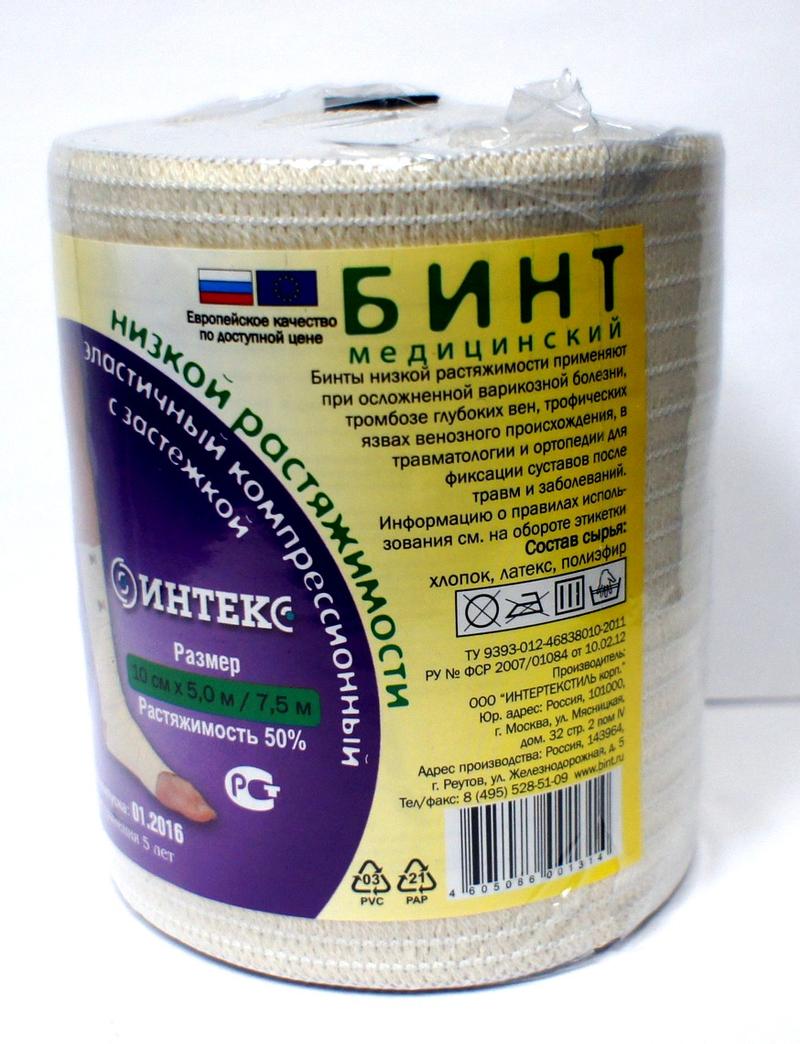 БИНТ
медицинский
Европейское качество
по доступной цене
низкой растяжимости
эластичный компрессионный
с застежкой
ИНТЕКС
Размер
10 см x 5,0 м / 7,5 м
Растяжимость 50%
РСТ
01.2016
5 лет
Бинты низкой растяжимости применяют
при осложненной варикозной болезни,
тромбозе глубоких вен, трофических
язвах венозного происхождения, в
травматологии и ортопедии для
фиксации суставов после
травм и заболеваний.
Информацию о правилах исполь-
зования см. на обороте этикетки
Состав сырья:
хлопок, латекс, полиэфир
ТУ 9393-012-46838010-2011
РУ № ФСР 2007/01084 от 10.02.12
Производитель:
ООО "ИНТЕРТЕКСТИЛЬ корп."
Юр. адрес: Россия, 101000,
г. Москва, ул. Мясницкая,
дом. 32 стр. 2 пом IV
Адрес производства: Россия, 143964,
г. Реутов, ул. Железнодорожная, д. 5
Тел/факс: 8 (495) 528-51-09 www.bint.ru
03
PVC
21
PAP
4 605086 001314